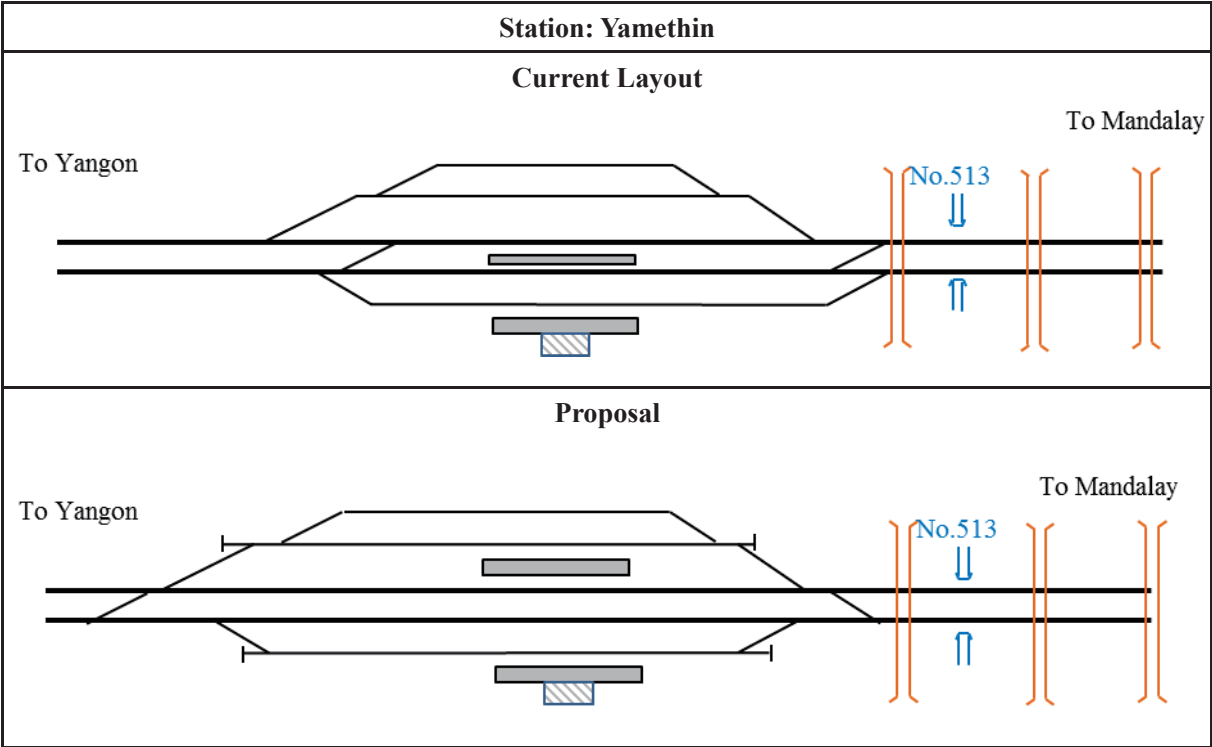 Station: Yamethin
Current Layout
To Mandalay
To Yangon
No.513
Proposal
To Mandalay
To Yangon
No.513